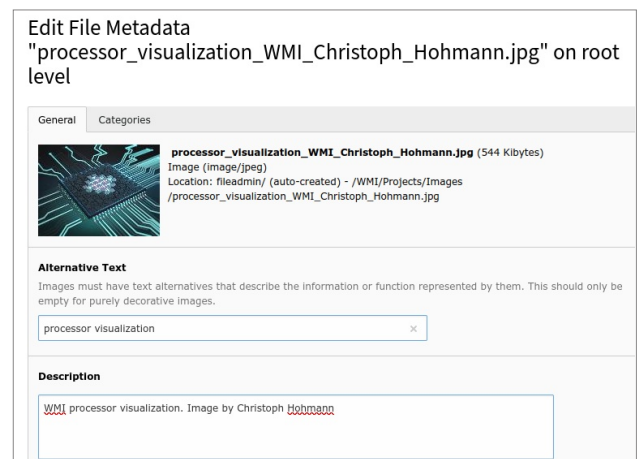 Edit File Metadata
"processor_visualization_WMI_Christoph_Hohmann.jpg" on root
level
General Categories
processor_visualization_WMI_Christoph_Hohmann.jpg (544 Kibytes)
Image (image/jpeg)
Location: fileadmin/ (auto-created) - /WMI/Projects/Images
/processor_visualization_WMI_Christoph_Hohmann.jpg
Alternative Text
Images must have text alternatives that describe the information or function represented by them. This should only be
empty for purely decorative images.
processor visualization
Description
WMI processor visualization. Image by Christoph Hohmann